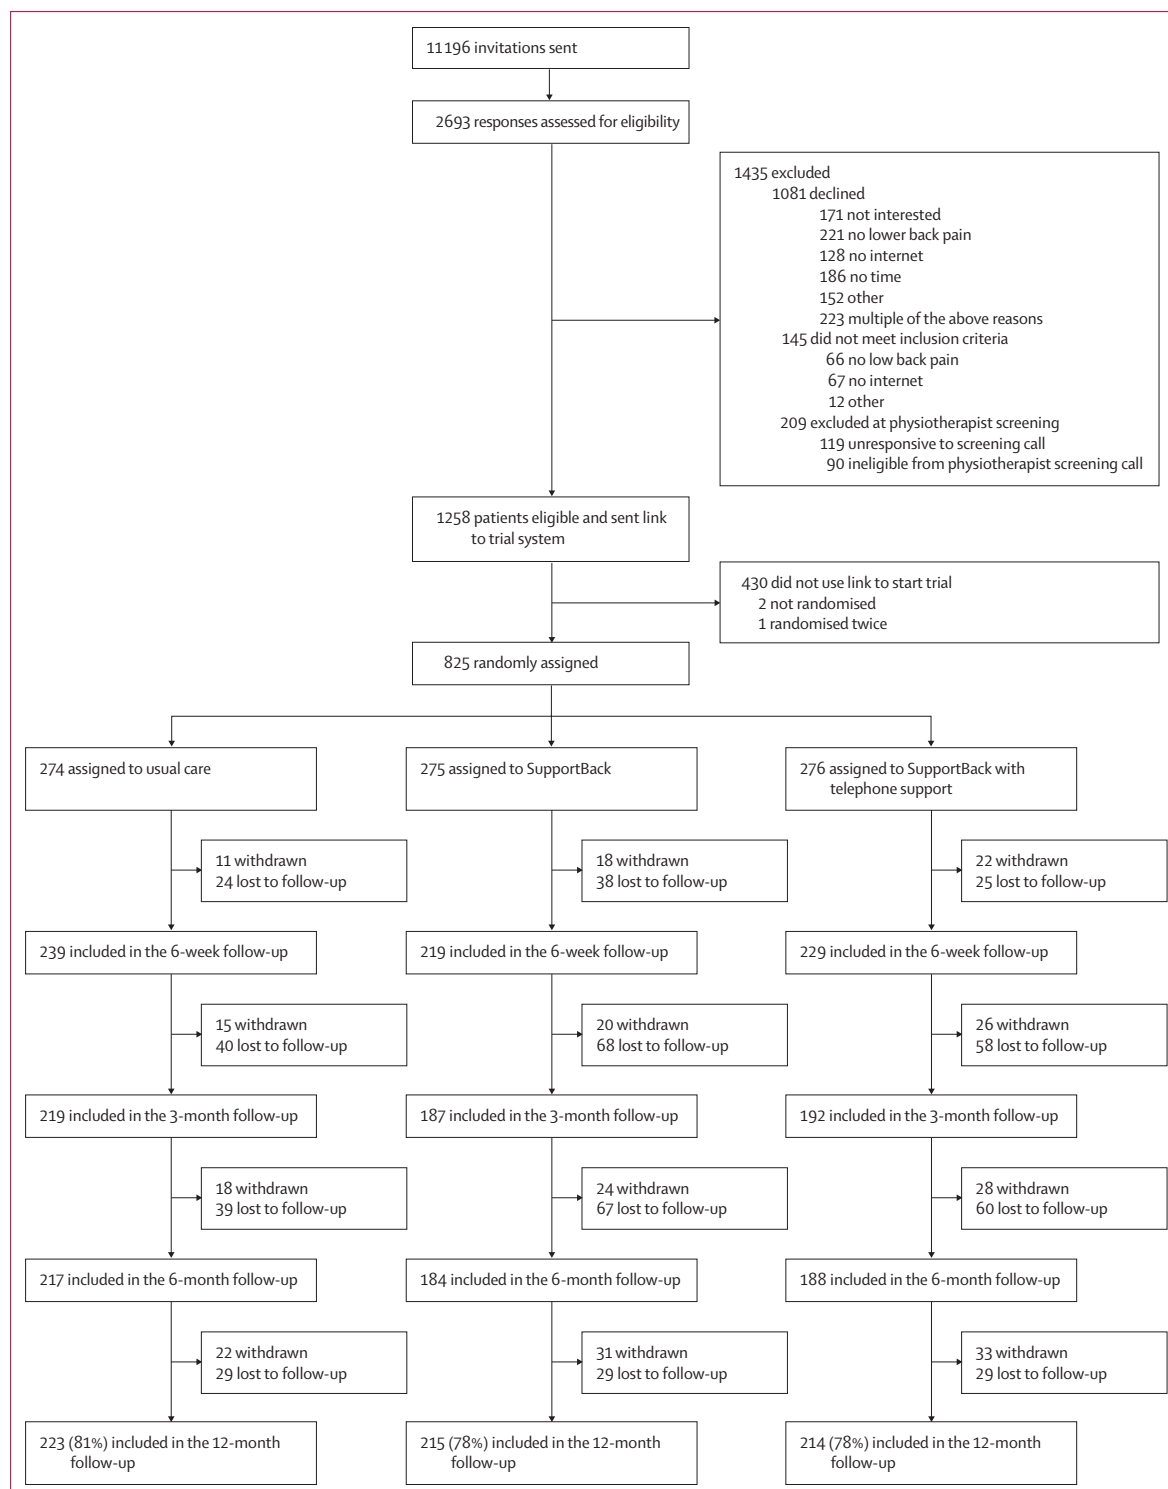 11 196 invitations sent
2693 responses assessed for eligibility
1435 excluded
1081 declined
171 not interested
221 no lower back pain
128 no internet
186 no time
152 other
223 multiple of the above reasons
145 did not meet inclusion criteria
66 no low back pain
67 no internet
12 other
209 excluded at physiotherapist screening
119 unresponsive to screening call
90 ineligible from physiotherapist screening call
1258 patients eligible and sent link
to trial system
430 did not use link to start trial
2 not randomised
1 randomised twice
825 randomly assigned
274 assigned to usual care
275 assigned to SupportBack
276 assigned to SupportBack with
telephone support
11 withdrawn
24 lost to follow-up
18 withdrawn
38 lost to follow-up
22 withdrawn
25 lost to follow-up
239 included in the 6-week follow-up
219 included in the 6-week follow-up
229 included in the 6-week follow-up
15 withdrawn
40 lost to follow-up
20 withdrawn
68 lost to follow-up
26 withdrawn
58 lost to follow-up
219 included in the 3-month follow-up
187 included in the 3-month follow-up
192 included in the 3-month follow-up
18 withdrawn
39 lost to follow-up
24 withdrawn
67 lost to follow-up
28 withdrawn
60 lost to follow-up
217 included in the 6-month follow-up
184 included in the 6-month follow-up
188 included in the 6-month follow-up
22 withdrawn
29 lost to follow-up
31 withdrawn
29 lost to follow-up
33 withdrawn
29 lost to follow-up
223 (81%) included in the 12-month
follow-up
215 (78%) included in the 12-month
follow-up
214 (78%) included in the 12-month
follow-up